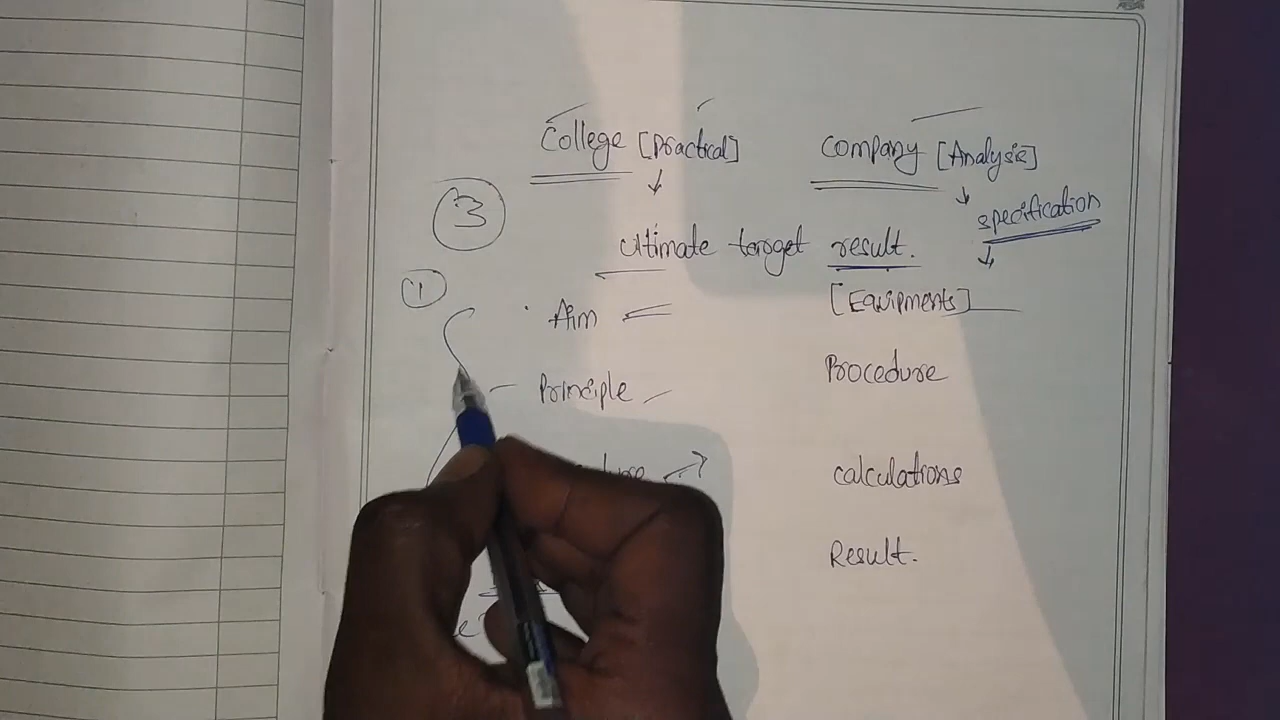 College [Practical] Company [Analysis]
3 specification
Ultimate target result.
1 Aim [Equipments]
Principle Procedure
calculations
Result.